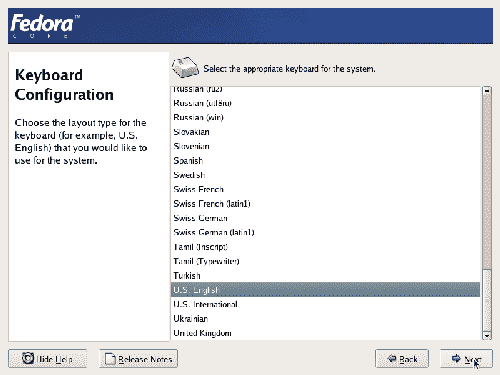 Fedora™
CORE
Keyboard
Configuration
Choose the layout type for the
keyboard (for example, U.S.
English) that you would like to
use for the system.
Select the appropriate keyboard for the system.
Russian (ru2)
Russian (utf8ru)
Russian (win)
Slovakian
Slovenian
Spanish
Swedish
Swiss French
Swiss French (latin1)
Swiss German
Swiss German (latin1)
Tamil (Inscript)
Tamil (Typewriter)
Turkish
U.S. English
U.S. International
Ukrainian
United Kingdom
Hide Help
Release Notes
Back
Next